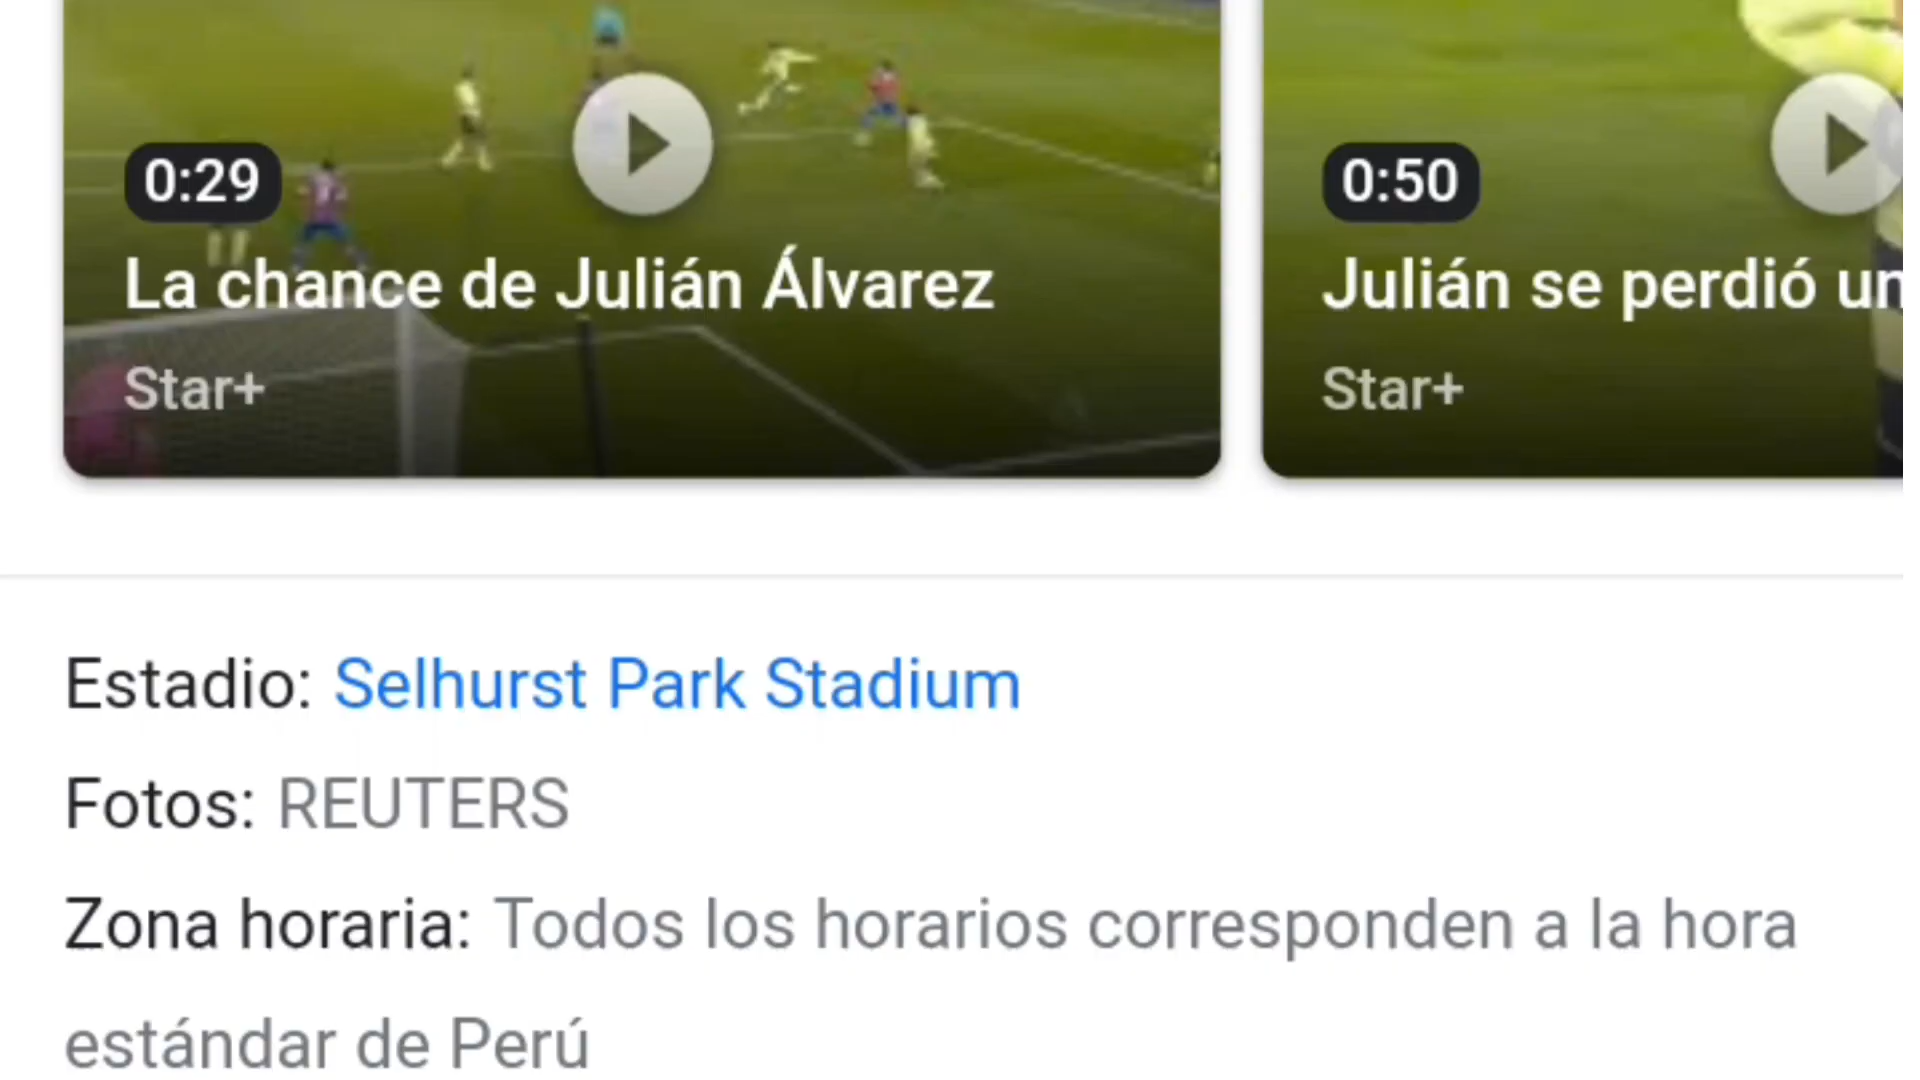 0:29
La chance de Julián Álvarez
Star+
0:50
Julián se perdió un
Star+
Estadio: Selhurst Park Stadium
Fotos: REUTERS
Zona horaria: Todos los horarios corresponden a la hora
estándar de Perú